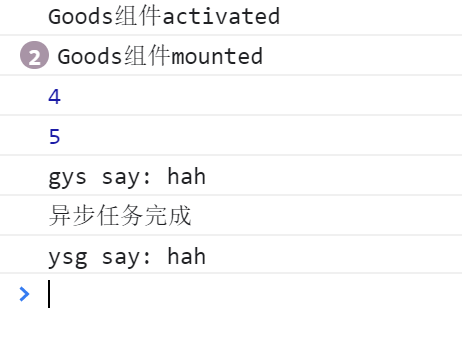 Goods组件activated
2 Goods组件mounted
4
5
gys say: hah
异步任务完成
ysg say: hah